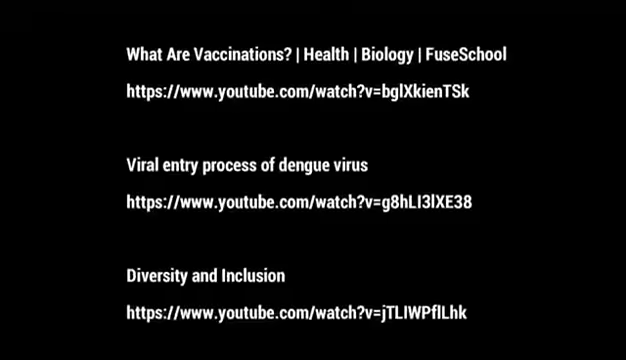 What Are Vaccinations? | Health | Biology | FuseSchool
https://www.youtube.com/watch?v=bglXkienTSk
Viral entry process of dengue virus
https://www.youtube.com/watch?v=g8hLI3lXE38
Diversity and Inclusion
https://www.youtube.com/watch?v=jTLIWPflLhk